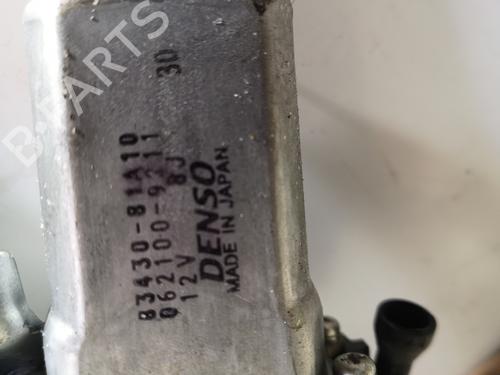 83430-81A10 30
062100-9211
12V 8J
DENSO
MADE IN JAPAN
B-PARTS